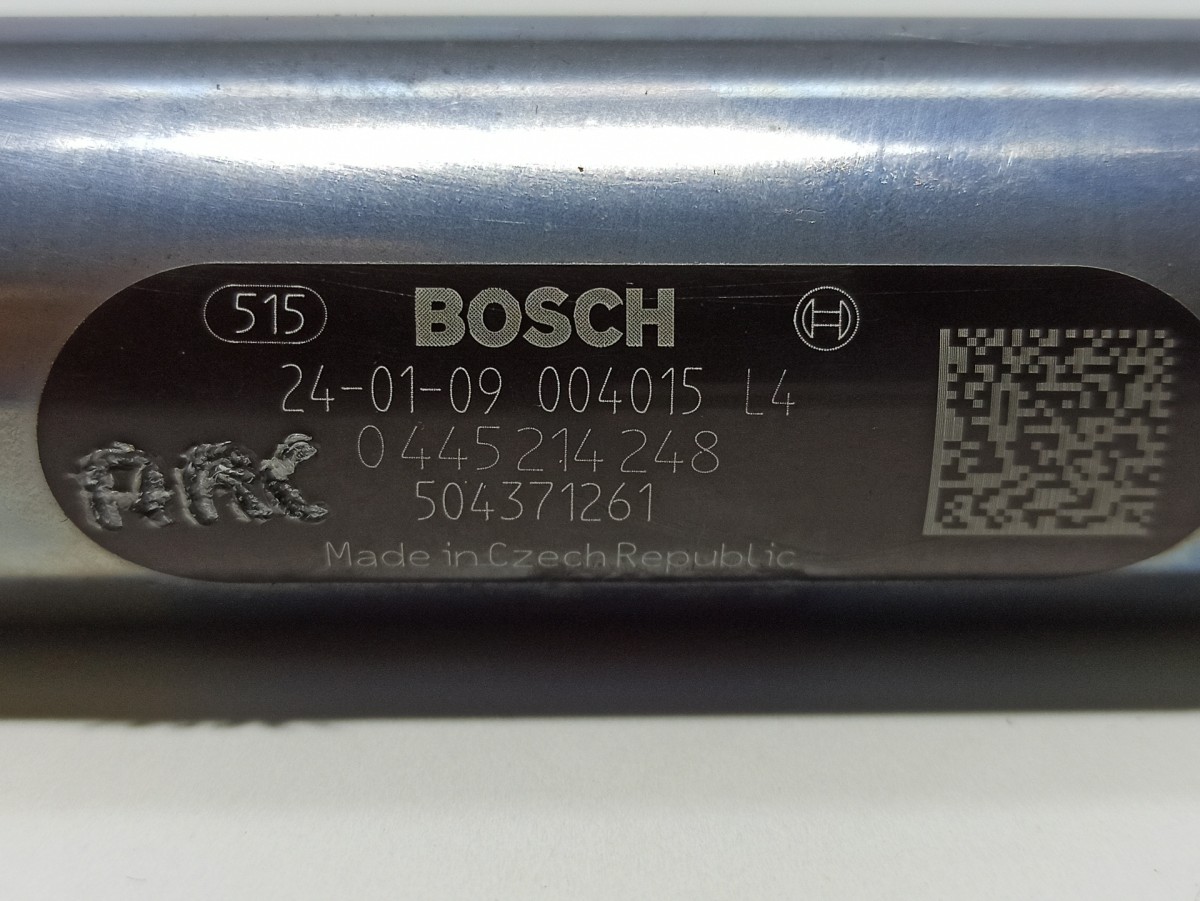 515 BOSCH
24-01-09 004015 L4
0 445 214 248
504371261
Made in Czech Republic